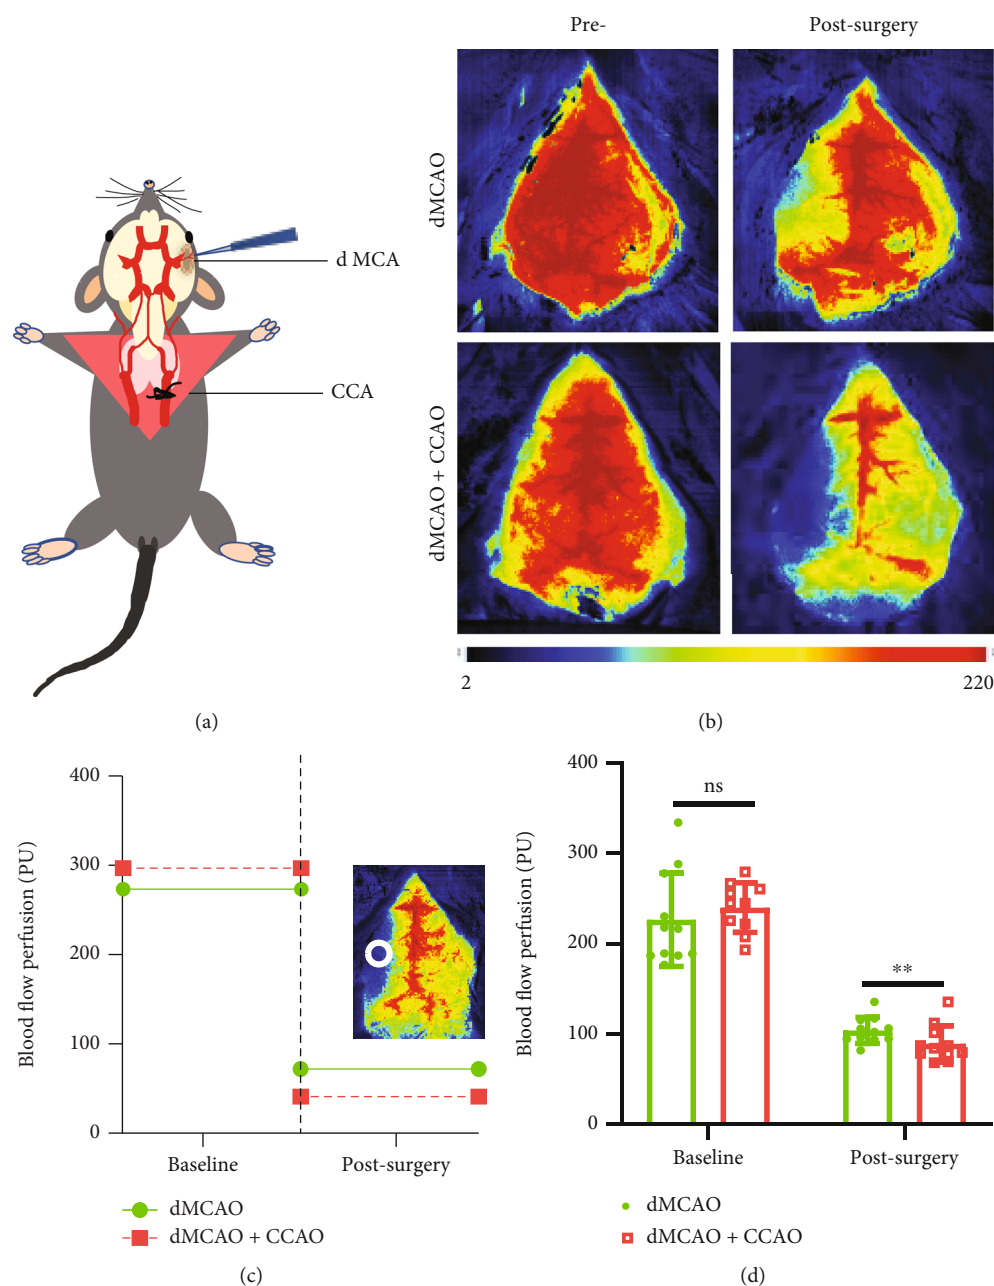 Pre-
Post-surgery
dMCAO
dMCAO + CCAO
d MCA
CCA
2
220
(a)
(b)
400
300
200
100
0
Blood flow perfusion (PU)
Baseline
Post-surgery
dMCAO
dMCAO + CCAO
(c)
400
300
200
100
0
Blood flow perfusion (PU)
ns
**
Baseline
Post-surgery
dMCAO
dMCAO + CCAO
(d)